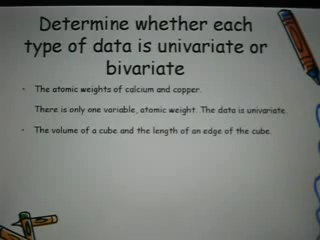 Determine whether each
type of data is univariate or
bivariate
• The atomic weights of calcium and copper.
There is only one variable, atomic weight. The data is univariate.
• The volume of a cube and the length of an edge of the cube.